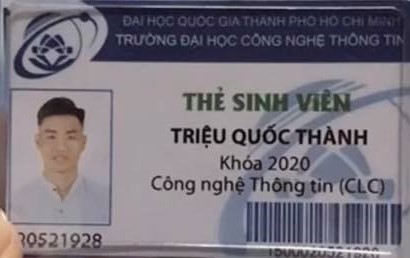 ĐẠI HỌC QUỐC GIA THÀNH PHỐ HỒ CHÍ MINH
TRƯỜNG ĐẠI HỌC CÔNG NGHỆ THÔNG TIN
THẺ SINH VIÊN
TRIỆU QUỐC THÀNH
Khóa 2020
Công nghệ Thông tin (CLC)
20521928
1500020521928